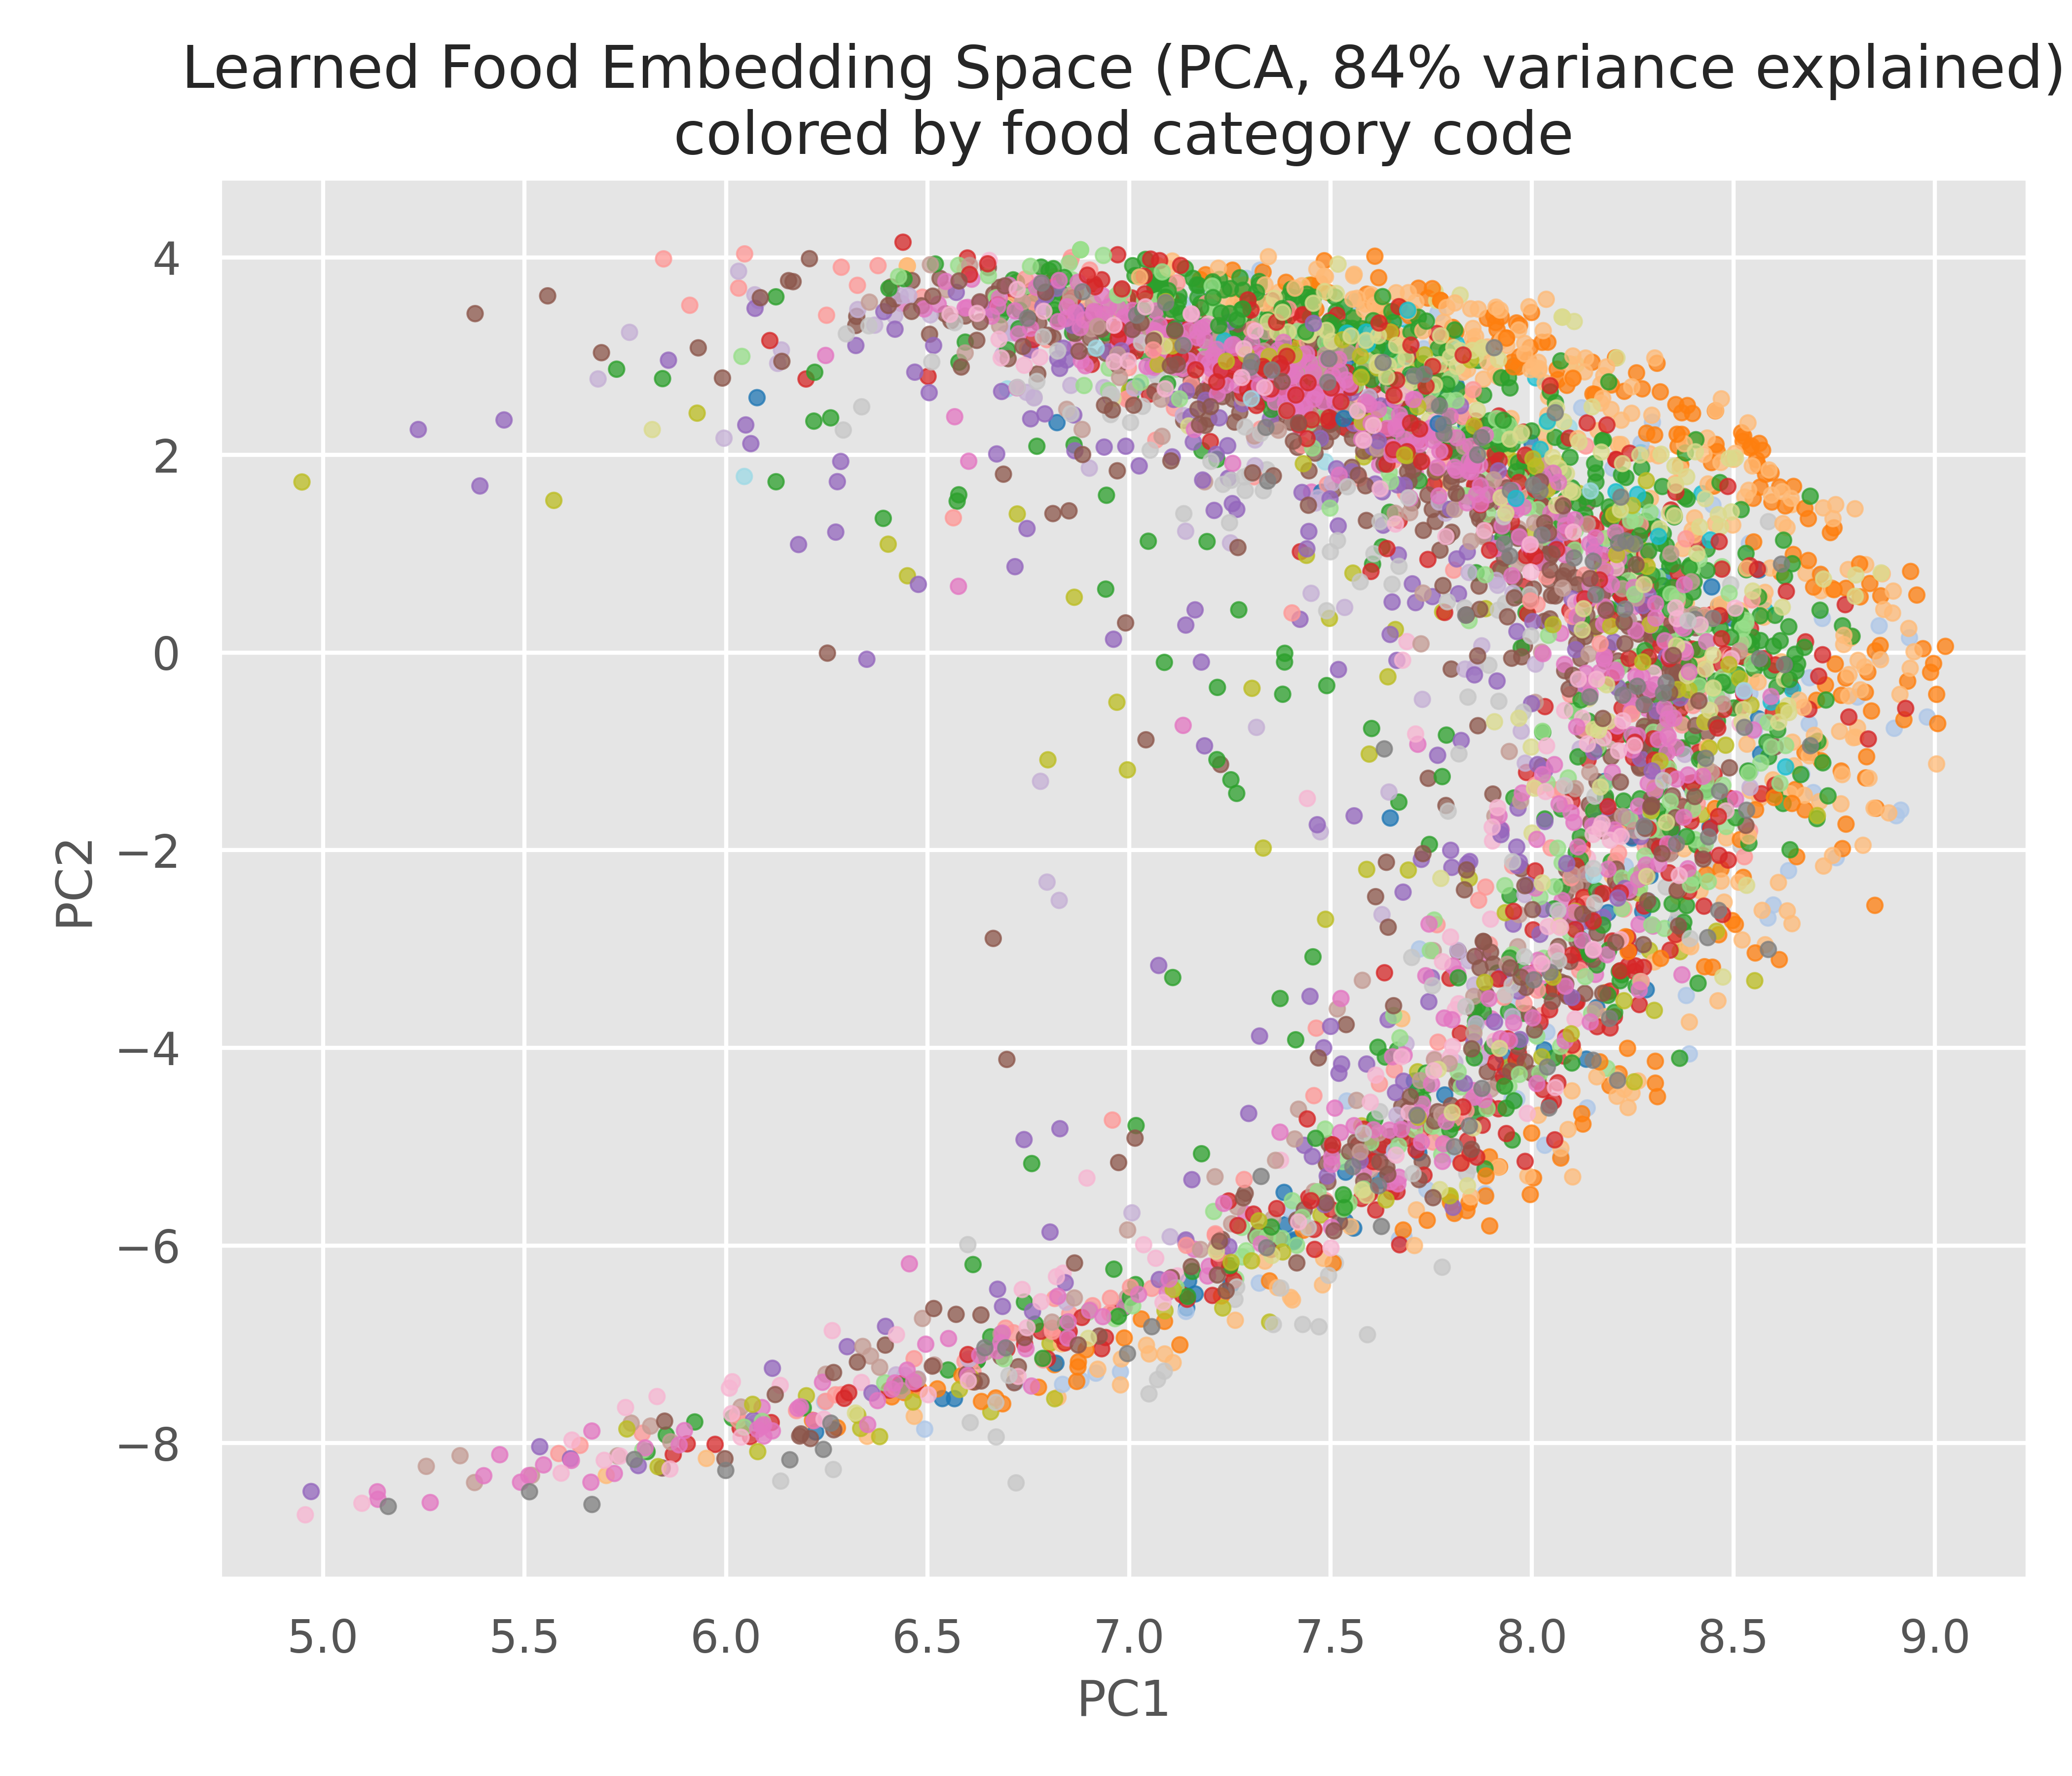 Learned Food Embedding Space (PCA, 84% variance explained)
colored by food category code
4
2
0
−2
−4
−6
−8
PC2
5.0 5.5 6.0 6.5 7.0 7.5 8.0 8.5 9.0
PC1